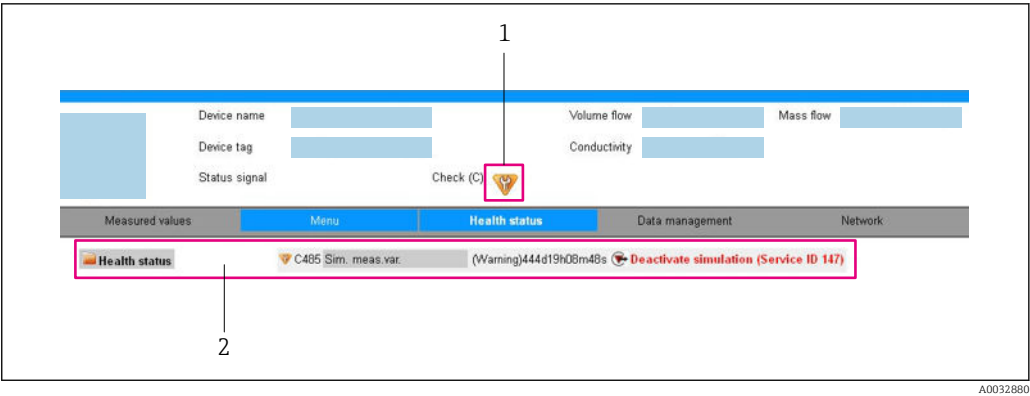 1
Device name Volume flow Mass flow
Device tag Conductivity
Status signal Check (C)
Measured values Menu Health status Data management Network
Health status C485 Sim. meas.var. (Warning)444d19h08m48s Deactivate simulation (Service ID 147)
2
A0032880